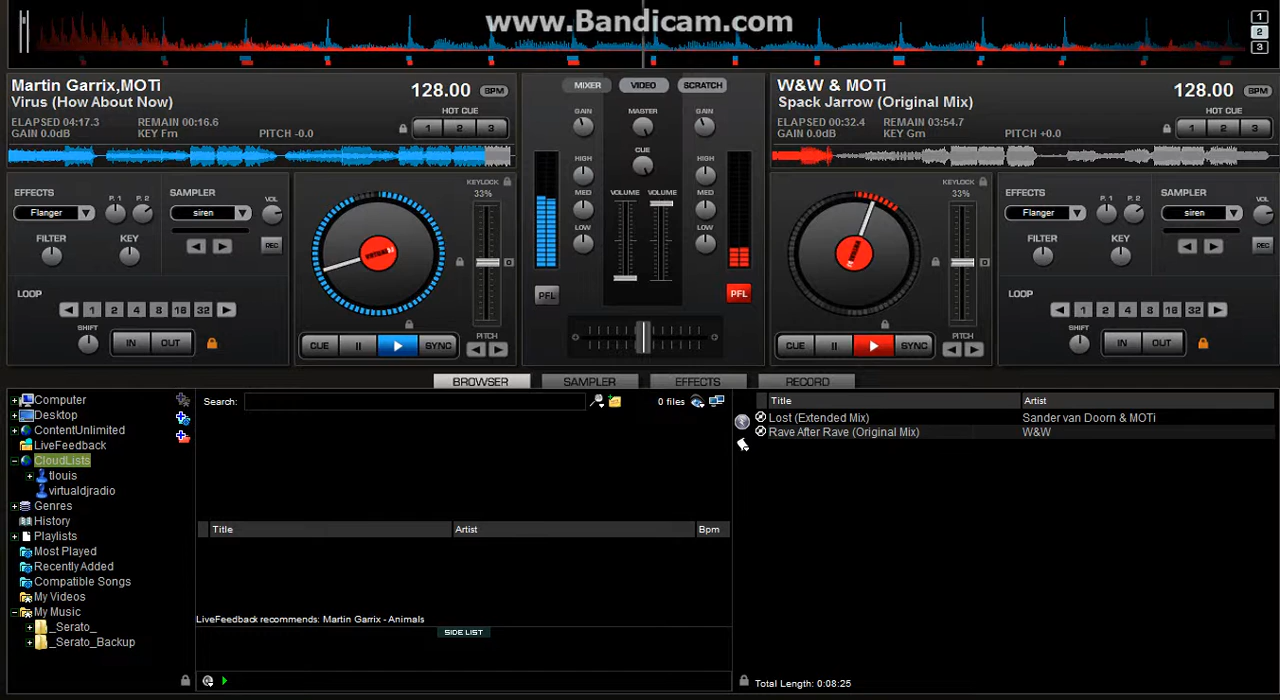 www.Bandicam.com
1
2
3
Martin Garrix,MOTi
Virus (How About Now)
128.00 BPM
HOT CUE
ELAPSED 04:17.3 REMAIN 00:16.6
GAIN 0.0dB KEY Fm PITCH -0.0
1 2 3
MIXER VIDEO SCRATCH
GAIN MASTER GAIN
CUE
HIGH HIGH
MED VOLUME VOLUME MED
LOW LOW
PFL PFL
W&W & MOTi
Spack Jarrow (Original Mix)
128.00 BPM
HOT CUE
ELAPSED 00:32.4 REMAIN 03:54.7
GAIN 0.0dB KEY Gm PITCH +0.0
1 2 3
EFFECTS P. 1 P. 2 SAMPLER VOL
Flanger siren
FILTER KEY REC
LOOP
1 2 4 8 16 32
SHIFT IN OUT
KEYLOCK
33%
CUE II SYNC PITCH
KEYLOCK
33%
CUE II SYNC PITCH
EFFECTS P. 1 P. 2 SAMPLER VOL
Flanger siren
FILTER KEY REC
LOOP
1 2 4 8 16 32
SHIFT IN OUT
BROWSER SAMPLER EFFECTS RECORD
Computer
Desktop
ContentUnlimited
LiveFeedback
CloudLists
tlouis
virtualdjradio
Genres
History
Playlists
Most Played
Recently Added
Compatible Songs
My Videos
My Music
_Serato_
_Serato_Backup
Search: 0 files
Title Artist Bpm
LiveFeedback recommends: Martin Garrix - Animals
SIDE LIST
Title Artist
Lost (Extended Mix) Sander van Doorn & MOTi
Rave After Rave (Original Mix) W&W
Total Length: 0:08:25